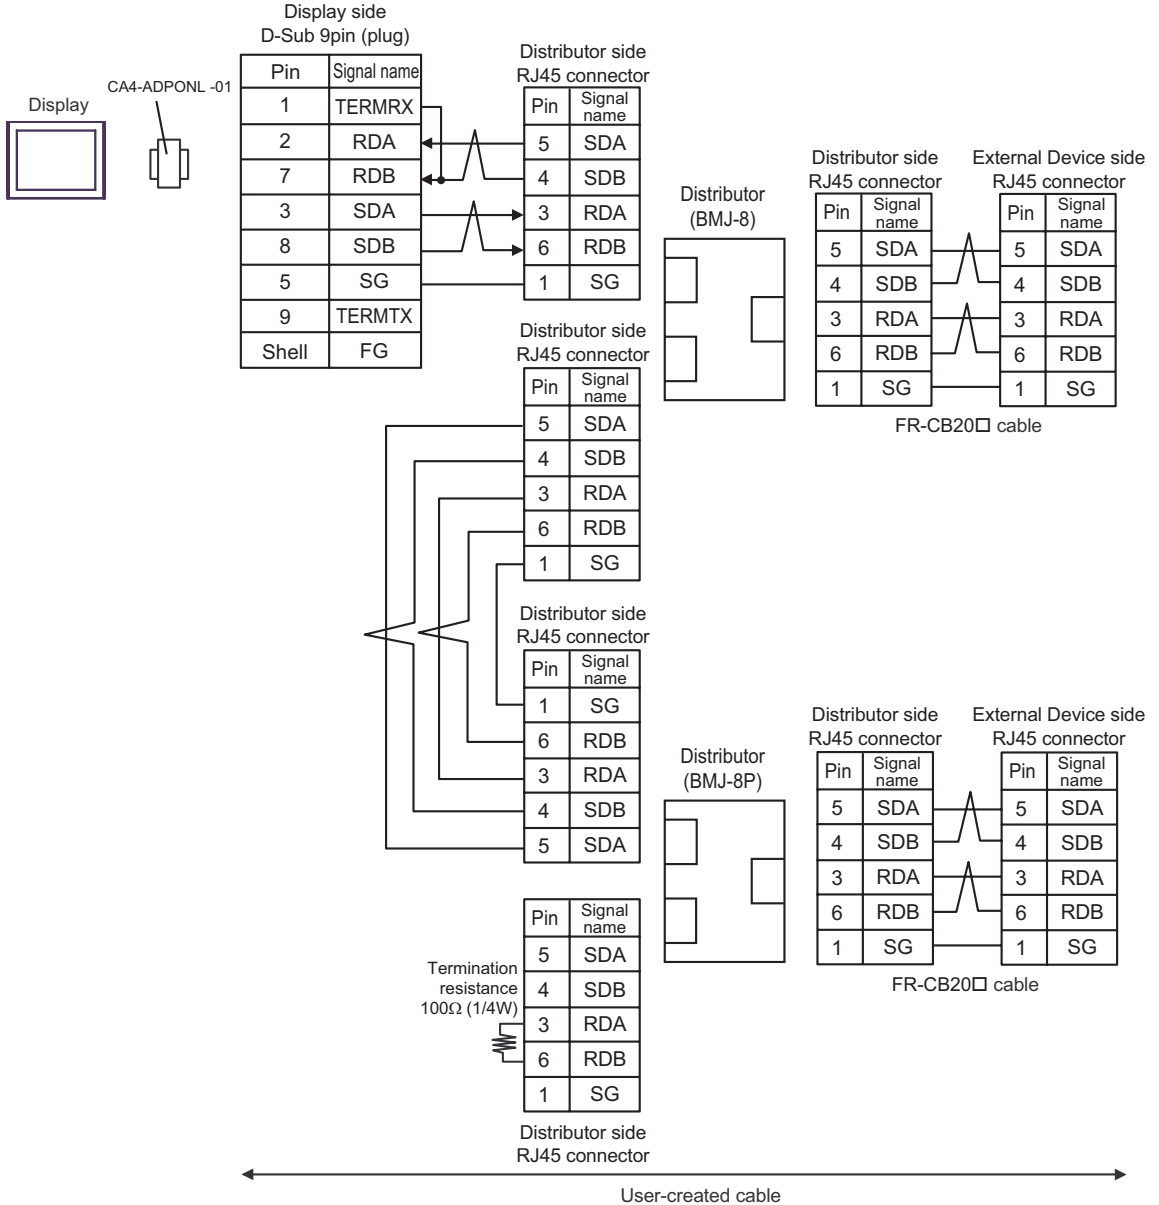 Display side
D-Sub 9pin (plug)
Pin Signal name
1 TERMRX
2 RDA
7 RDB
3 SDA
8 SDB
5 SG
9 TERMTX
Shell FG
Display
CA4-ADPONL -01
Distributor side
RJ45 connector
Pin Signal name
5 SDA
4 SDB
3 RDA
6 RDB
1 SG
Distributor
(BMJ-8)
Distributor side
RJ45 connector
Pin Signal name
5 SDA
4 SDB
3 RDA
6 RDB
1 SG
External Device side
RJ45 connector
Pin Signal name
5 SDA
4 SDB
3 RDA
6 RDB
1 SG
FR-CB20□ cable
Distributor side
RJ45 connector
Pin Signal name
5 SDA
4 SDB
3 RDA
6 RDB
1 SG
Distributor side
RJ45 connector
Pin Signal name
1 SG
6 RDB
3 RDA
4 SDB
5 SDA
Distributor
(BMJ-8P)
Distributor side
RJ45 connector
Pin Signal name
5 SDA
4 SDB
3 RDA
6 RDB
1 SG
External Device side
RJ45 connector
Pin Signal name
5 SDA
4 SDB
3 RDA
6 RDB
1 SG
FR-CB20□ cable
Termination
resistance
100Ω (1/4W)
Pin Signal name
5 SDA
4 SDB
3 RDA
6 RDB
1 SG
Distributor side
RJ45 connector
User-created cable